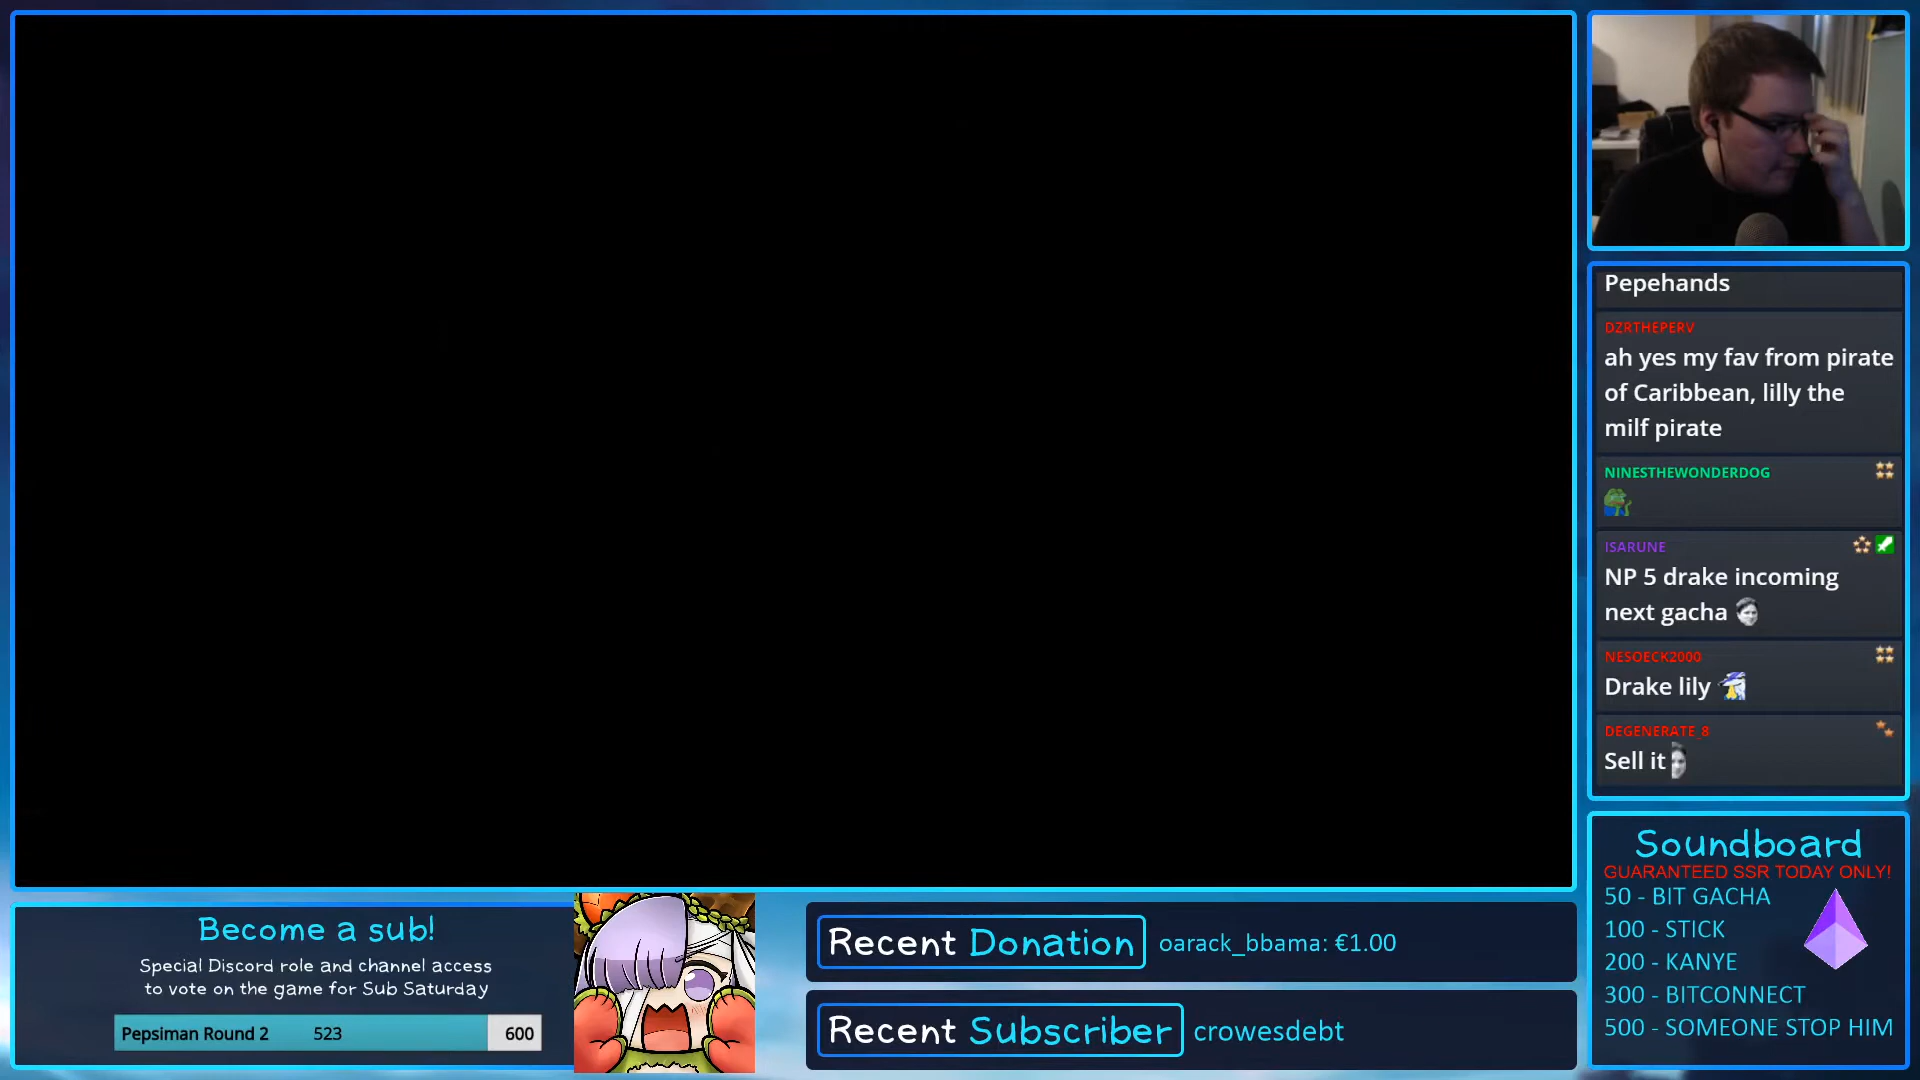 Pepehands
DZRTHEPERV
ah yes my fav from pirate
of Caribbean, lilly the
milf pirate
NINESTHEWONDERDOG
ISARUNE
NP 5 drake incoming
next gacha
NESOECK2000
Drake lily
DEGENERATE_8
Sell it
Soundboard
GUARANTEED SSR TODAY ONLY!
50 - BIT GACHA
100 - STICK
200 - KANYE
300 - BITCONNECT
500 - SOMEONE STOP HIM
Become a sub!
Special Discord role and channel access
to vote on the game for Sub Saturday
Pepsiman Round 2 523 600
Recent Donation oarack_bbama: €1.00
Recent Subscriber crowesdebt